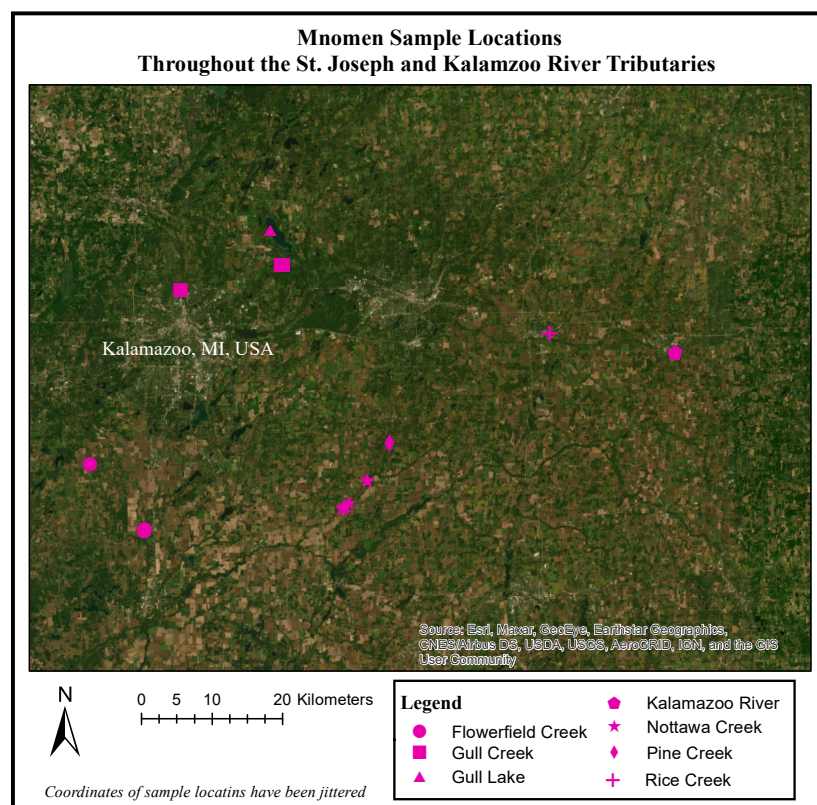 Mnomen Sample Locations
Throughout the St. Joseph and Kalamzoo River Tributaries
Kalamazoo, MI, USA
Source: Esri, Maxar, GeoEye, Earthstar Geographics,
CNES/Airbus DS, USDA, USGS, AeroGRID, IGN, and the GIS
User Community
N
0 5 10 20 Kilometers
Coordinates of sample locatins have been jittered
Legend
Flowerfield Creek
Gull Creek
Gull Lake
Kalamazoo River
Nottawa Creek
Pine Creek
Rice Creek